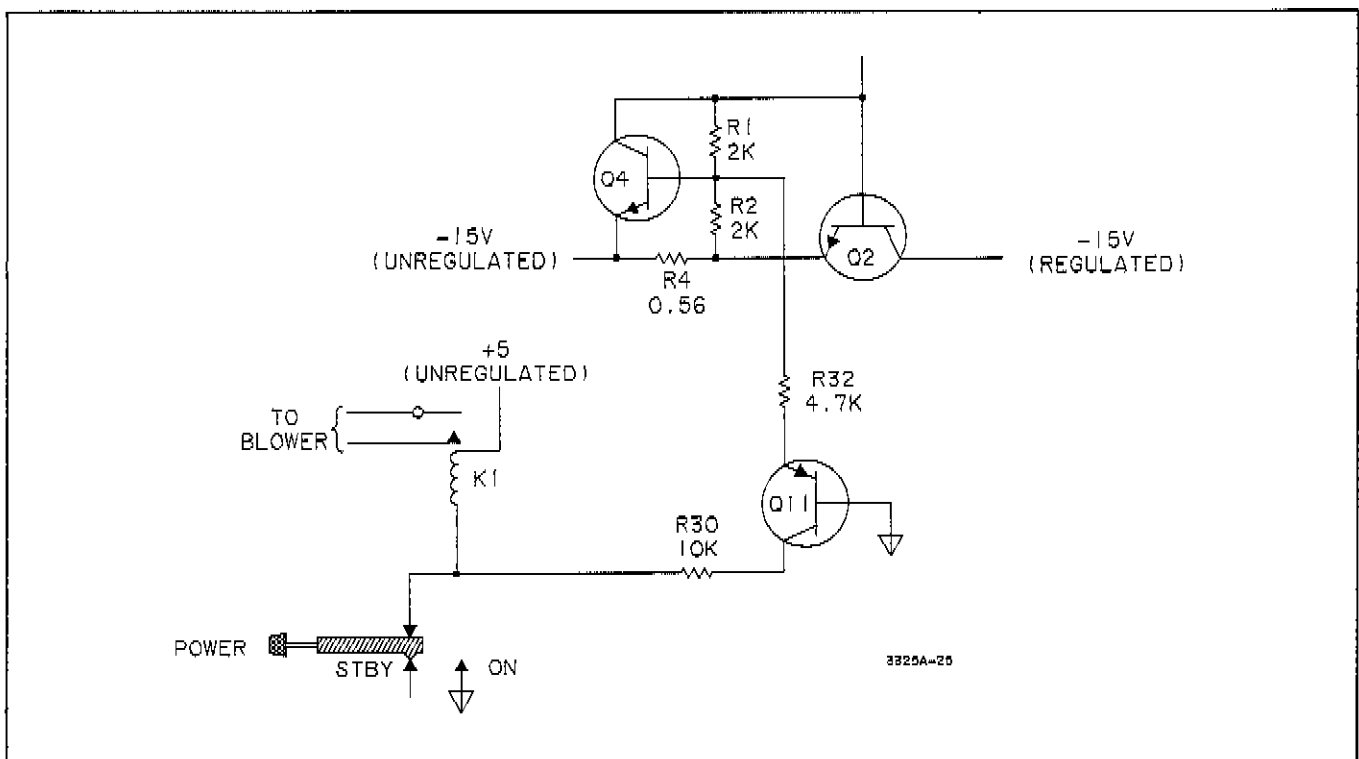 R1
2K
Q4
R2
2K
-15V
(UNREGULATED)
Q2
-15V
(REGULATED)
R4
0.56
+5
(UNREGULATED)
R32
4.7K
TO
BLOWER
K1
Q11
R30
10K
POWER
STBY
ON
3325A-25